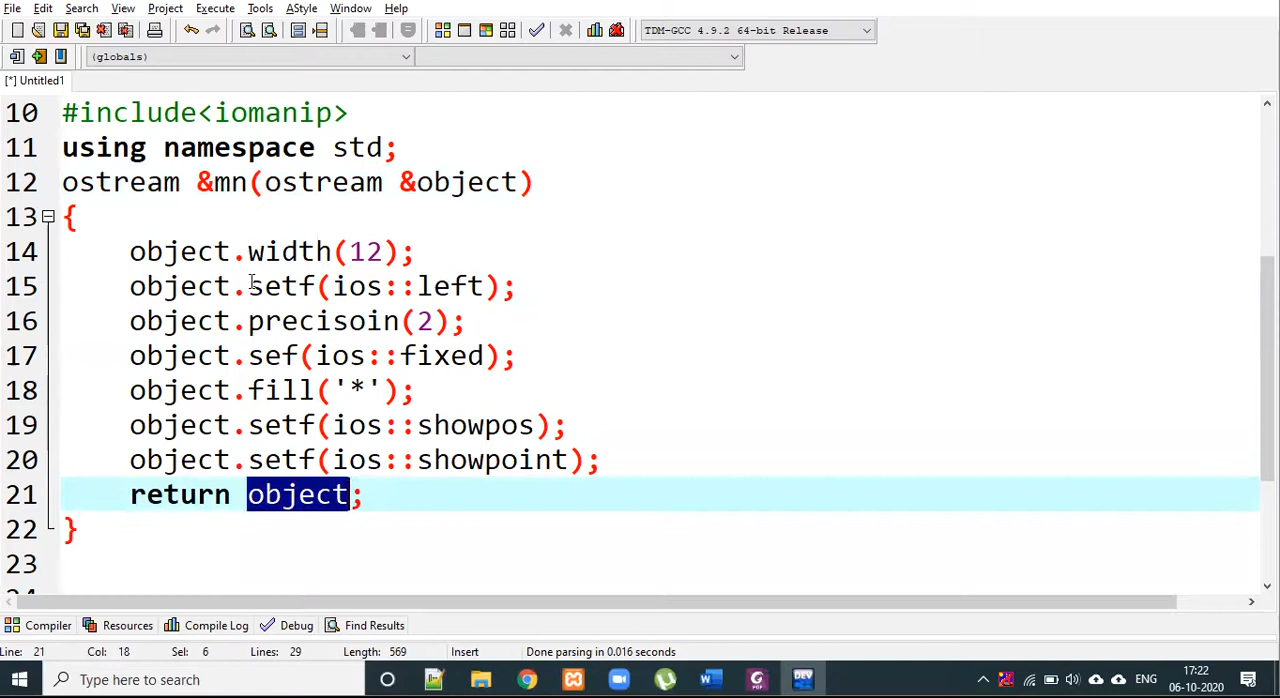 File Edit Search View Project Execute Tools AStyle Window Help
TDM-GCC 4.9.2 64-bit Release
(globals)
[*] Untitled1
10 #include<iomanip>
11 using namespace std;
12 ostream &mn(ostream &object)
13 {
14 object.width(12);
15 object.setf(ios::left);
16 object.precisoin(2);
17 object.sef(ios::fixed);
18 object.fill('*');
19 object.setf(ios::showpos);
20 object.setf(ios::showpoint);
21 return object;
22 }
23
Compiler Resources Compile Log Debug Find Results
Line: 21 Col: 18 Sel: 6 Lines: 29 Length: 569 Insert Done parsing in 0.016 seconds
Type here to search
DEV
ENG
17:22
06-10-2020